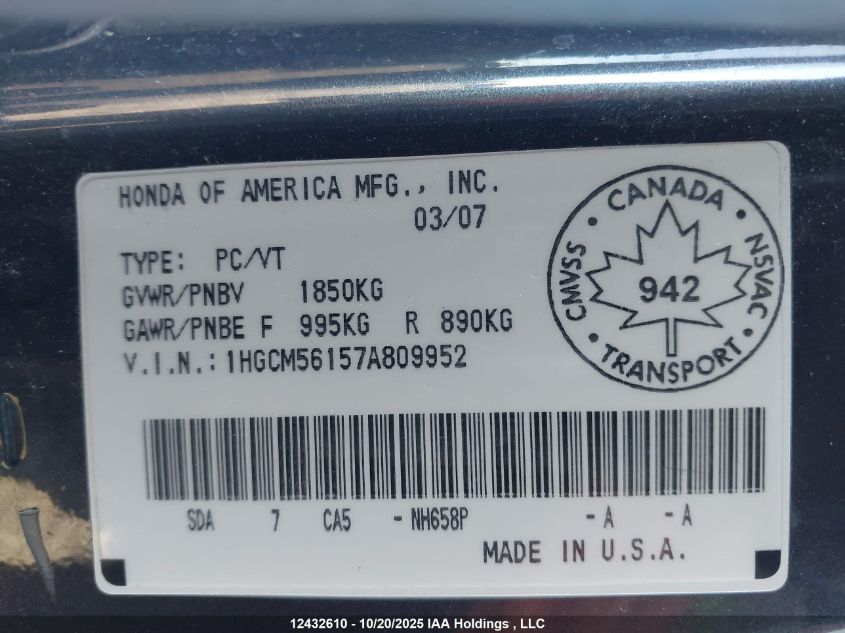 HONDA OF AMERICA MFG., INC.
03/07
TYPE: PC/VT
GVWR/PNBV 1850KG
GAWR/PNBE F 995KG R 890KG
V.I.N.: 1HGCM56157A809952
CANADA
CMVSS
NSVAC
942
TRANSPORT
SDA 7 CA5 - NH658P - A - A
MADE IN U.S.A.
12432610 - 10/20/2025 IAA Holdings , LLC